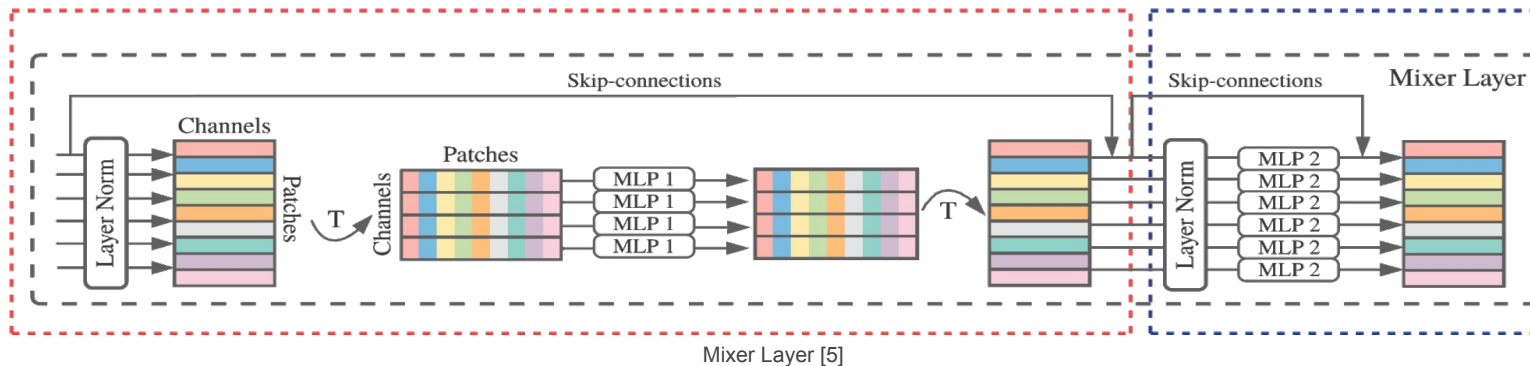 Skip-connections
Skip-connections
Mixer Layer
Channels
Layer Norm
Patches
T
Patches
Channels
MLP 1
MLP 1
MLP 1
MLP 1
T
Layer Norm
MLP 2
MLP 2
MLP 2
MLP 2
MLP 2
MLP 2
Mixer Layer [5]